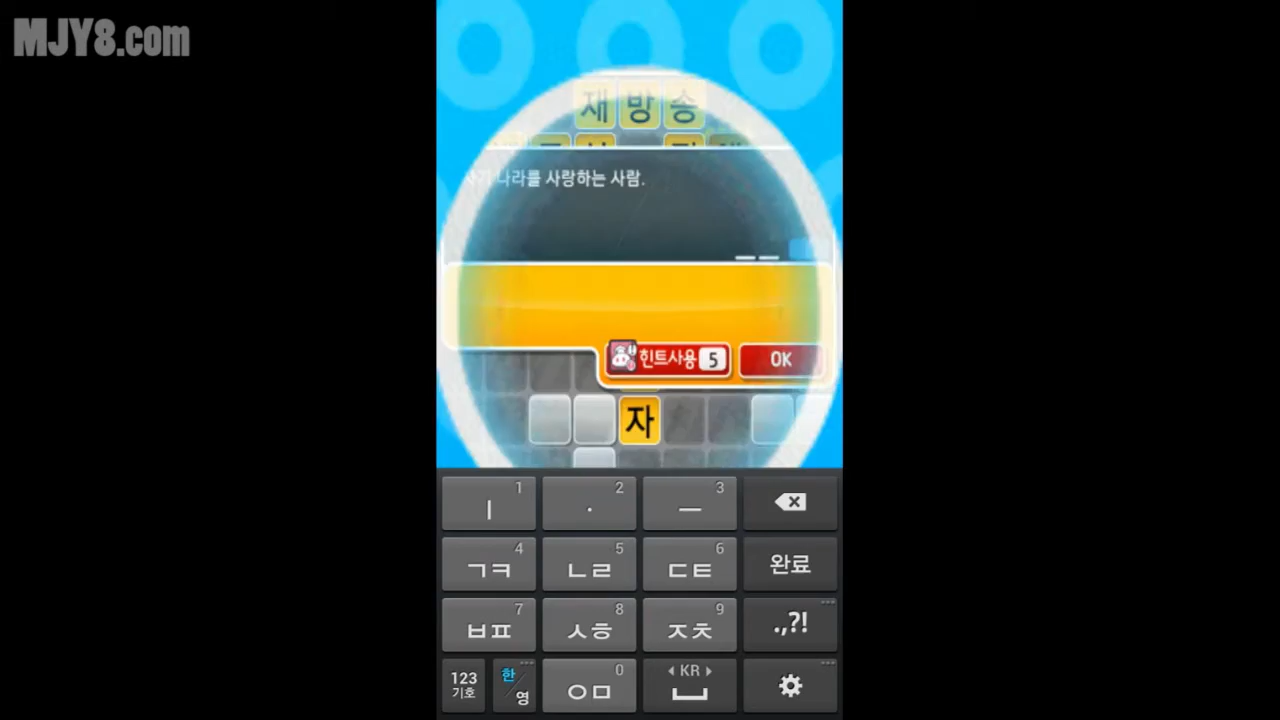 MJY8.com
재방송
자기 나라를 사랑하는 사람.
힌트사용 5
OK
자
ㅣ 1
· 2
ㅡ 3
ㄱㅋ 4
ㄴㄹ 5
ㄷㅌ 6
완료
ㅂㅍ 7
ㅅㅎ 8
ㅈㅊ 9
.,?!
123
기호
한/영
ㅇㅁ 0
KR